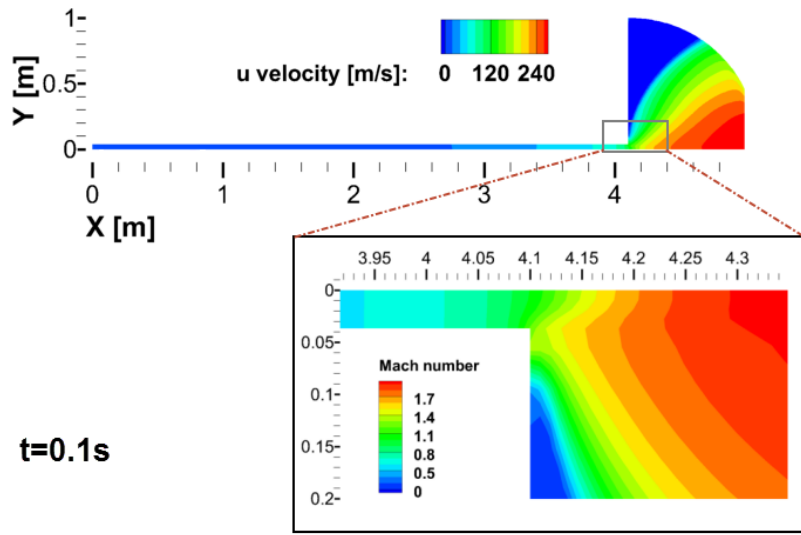 1
0.5
0
Y [m]
u velocity [m/s]:
0 120 240
0 1 2 3 4
X [m]
3.95 4 4.05 4.1 4.15 4.2 4.25 4.3
0
0.05
0.1
0.15
0.2
Mach number
1.7
1.4
1.1
0.8
0.5
0
t=0.1s